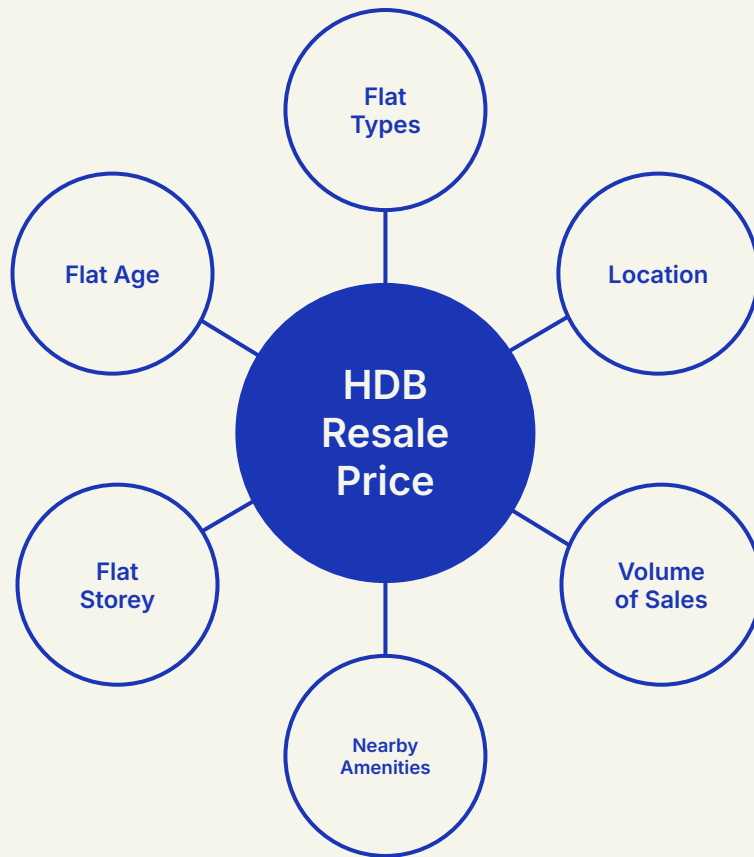 Flat
Types
Flat Age
Location
HDB
Resale
Price
Flat
Storey
Volume
of Sales
Nearby
Amenities